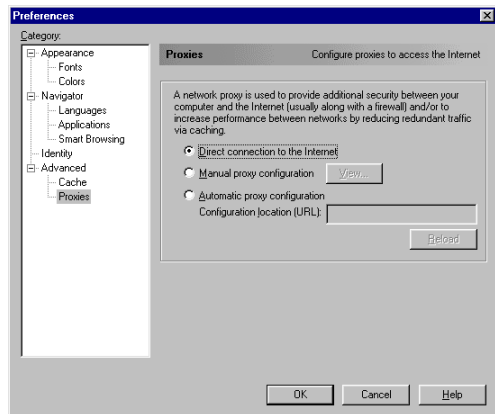 Preferences
Category:
Appearance
Fonts
Colors
Navigator
Languages
Applications
Smart Browsing
Identity
Advanced
Cache
Proxies
Proxies Configure proxies to access the Internet
A network proxy is used to provide additional security between your
computer and the Internet (usually along with a firewall) and/or to
increase performance between networks by reducing redundant traffic
via caching.
Direct connection to the Internet
Manual proxy configuration View...
Automatic proxy configuration
Configuration location (URL):
Reload
OK Cancel Help